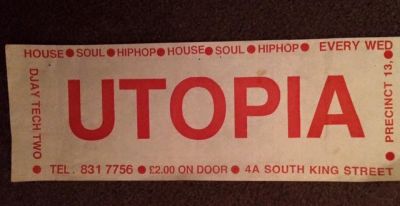 HOUSE ● SOUL ● HIPHOP ● HOUSE ● SOUL ● HIPHOP ● EVERY WED
DJAY TECH. TWO ●
UTOPIA
PRECINCT 13, ●
TEL. 831 7756 ● £2.00 ON DOOR ● 4A SOUTH KING STREET